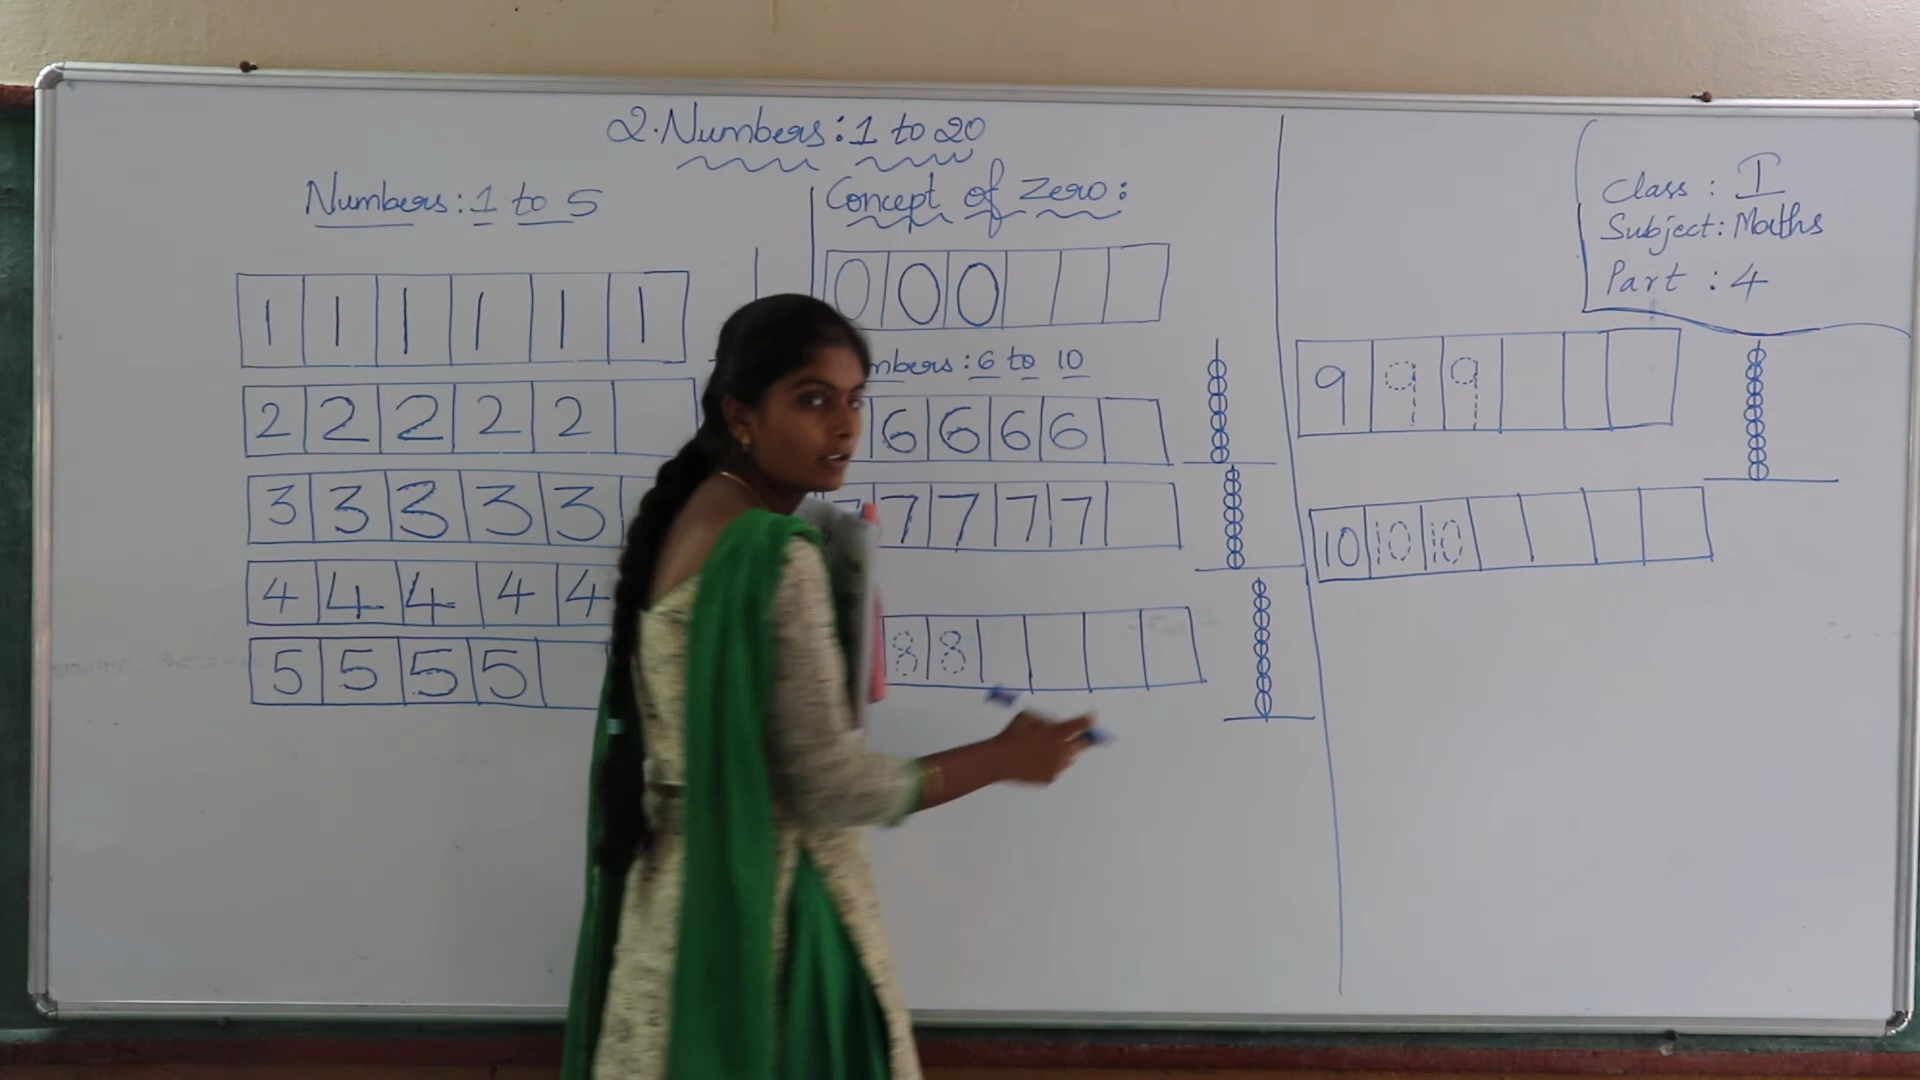 2. Numbers: 1 to 20
Numbers: 1 to 5
1 1 1 1 1 1
2 2 2 2 2
3 3 3 3 3
4 4 4 4 4
5 5 5 5
Concept of Zero:
0 0 0
mbers: 6 to 10
6 6 6 6
7 7 7 7 7
8 8
Class : I
Subject: Maths
Part : 4
9 9 9
10 10 10